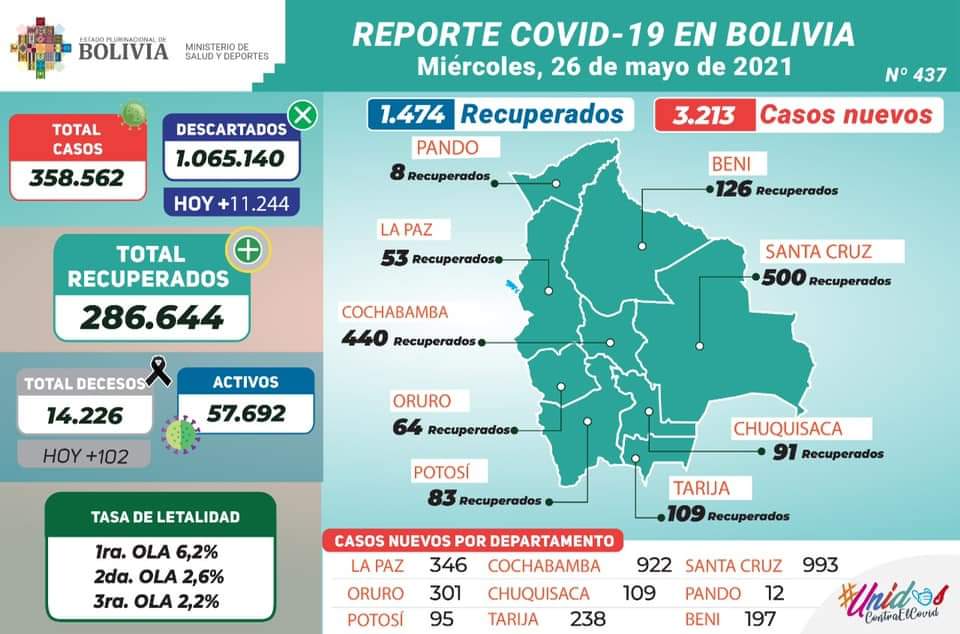 ESTADO PLURINACIONAL DE
BOLIVIA
MINISTERIO DE
SALUD Y DEPORTES
REPORTE COVID-19 EN BOLIVIA
Miércoles, 26 de mayo de 2021
Nº 437
TOTAL
CASOS
358.562
DESCARTADOS
1.065.140
HOY +11.244
TOTAL
RECUPERADOS
286.644
TOTAL DECESOS
14.226
HOY +102
ACTIVOS
57.692
TASA DE LETALIDAD
1ra. OLA 6,2%
2da. OLA 2,6%
3ra. OLA 2,2%
1.474 Recuperados
3.213 Casos nuevos
PANDO
8 Recuperados
BENI
126 Recuperados
LA PAZ
53 Recuperados
SANTA CRUZ
500 Recuperados
COCHABAMBA
440 Recuperados
ORURO
64 Recuperados
CHUQUISACA
91 Recuperados
POTOSÍ
83 Recuperados
TARIJA
109 Recuperados
CASOS NUEVOS POR DEPARTAMENTO
LA PAZ 346 COCHABAMBA 922 SANTA CRUZ 993
ORURO 301 CHUQUISACA 109 PANDO 12
POTOSÍ 95 TARIJA 238 BENI 197
#Unidos
ContraElCovid